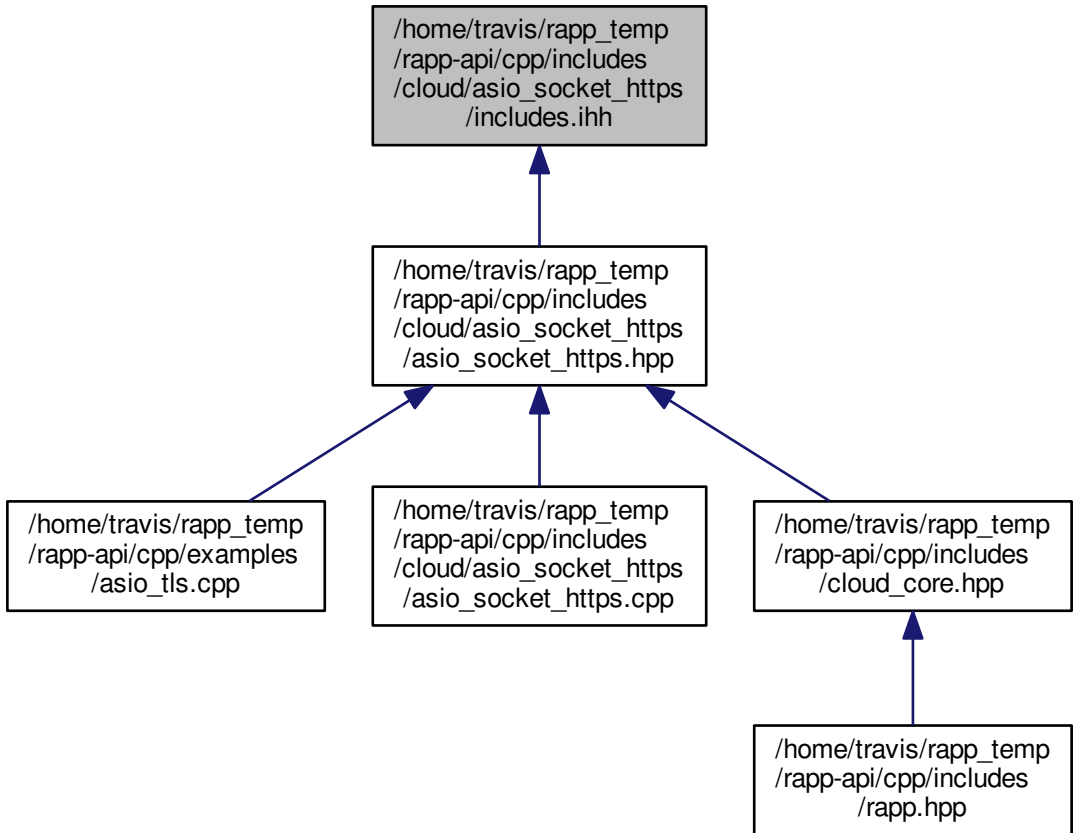 /home/travis/rapp_temp
/rapp-api/cpp/includes
/cloud/asio_socket_https
/includes.ihh
/home/travis/rapp_temp
/rapp-api/cpp/includes
/cloud/asio_socket_https
/asio_socket_https.hpp
/home/travis/rapp_temp
/rapp-api/cpp/examples
/asio_tls.cpp
/home/travis/rapp_temp
/rapp-api/cpp/includes
/cloud/asio_socket_https
/asio_socket_https.cpp
/home/travis/rapp_temp
/rapp-api/cpp/includes
/cloud_core.hpp
/home/travis/rapp_temp
/rapp-api/cpp/includes
/rapp.hpp